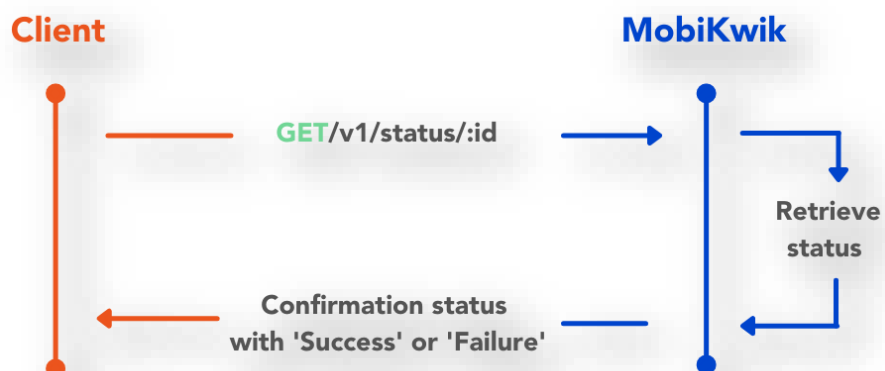 Client
MobiKwik
GET/v1/status/:id
Retrieve
status
Confirmation status
with 'Success' or 'Failure'